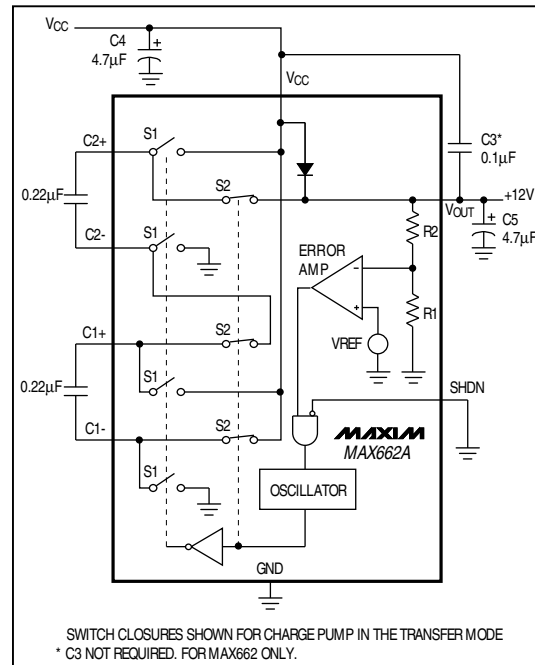 VCC
C4
4.7µF
VCC
C2+
S1
C3*
0.1µF
0.22µF
S2
+12V
VOUT
C2-
S1
C5
4.7µF
R2
ERROR
AMP
−
+
C1+
S2
R1
VREF
0.22µF
S1
SHDN
C1-
S2
MAXIM
MAX662A
S1
OSCILLATOR
GND
SWITCH CLOSURES SHOWN FOR CHARGE PUMP IN THE TRANSFER MODE
* C3 NOT REQUIRED. FOR MAX662 ONLY.